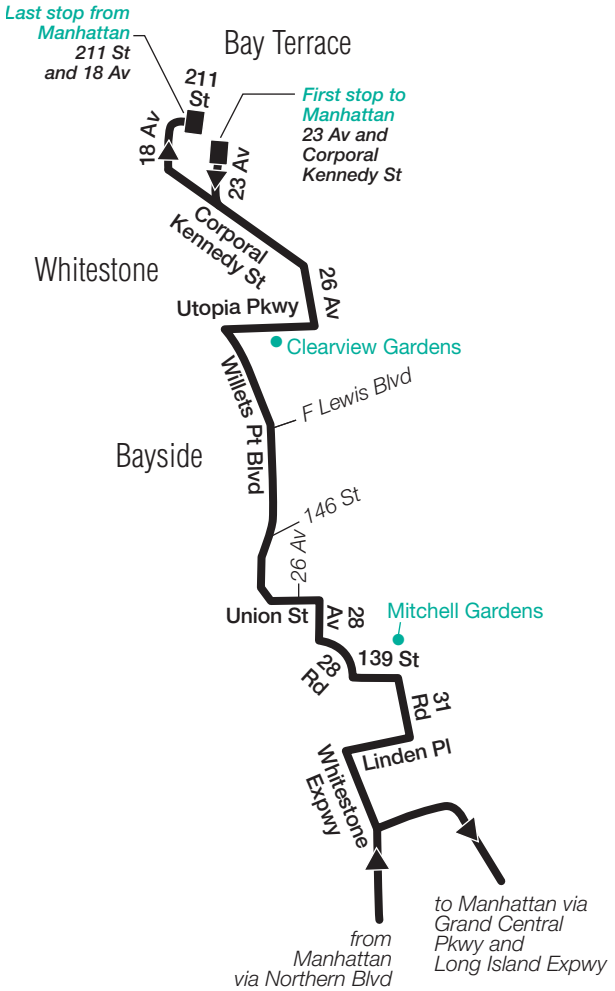 Last stop from
Manhattan
211 St
and 18 Av
Bay Terrace
211
St
First stop to
Manhattan
23 Av and
Corporal
Kennedy St
18 Av
23 Av
Corporal
Kennedy St
Whitestone
26 Av
Utopia Pkwy
Clearview Gardens
Willets Pt Blvd
F Lewis Blvd
Bayside
146 St
26 Av
Union St
28
Av
Mitchell Gardens
28
Rd
139 St
31
Rd
Linden Pl
Whitestone
Expwy
to Manhattan via
Grand Central
Pkwy and
Long Island Expwy
from
Manhattan
via Northern Blvd